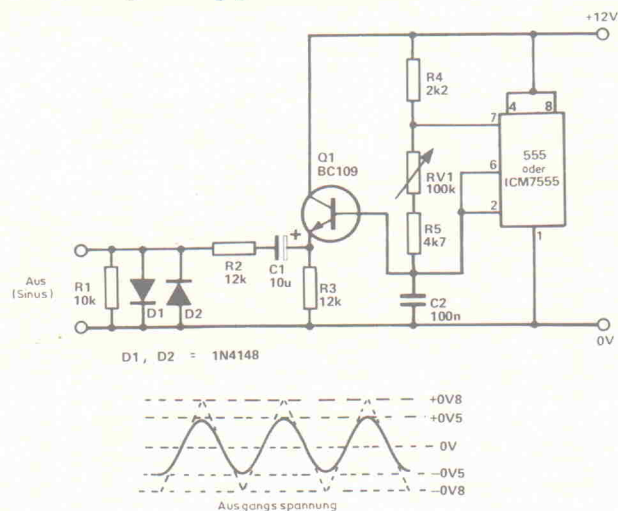 +12V
R4
2k2
4
8
7
Q1
BC109
RV1
100k
6
555
oder
ICM7555
2
R5
4k7
1
+
Aus
(Sinus)
R1
10k
D1
D2
R2
12k
C1
10u
R3
12k
C2
100n
0V
D1, D2 = 1N4148
+0V8
+0V5
0V
−0V5
−0V8
Ausgangsspannung